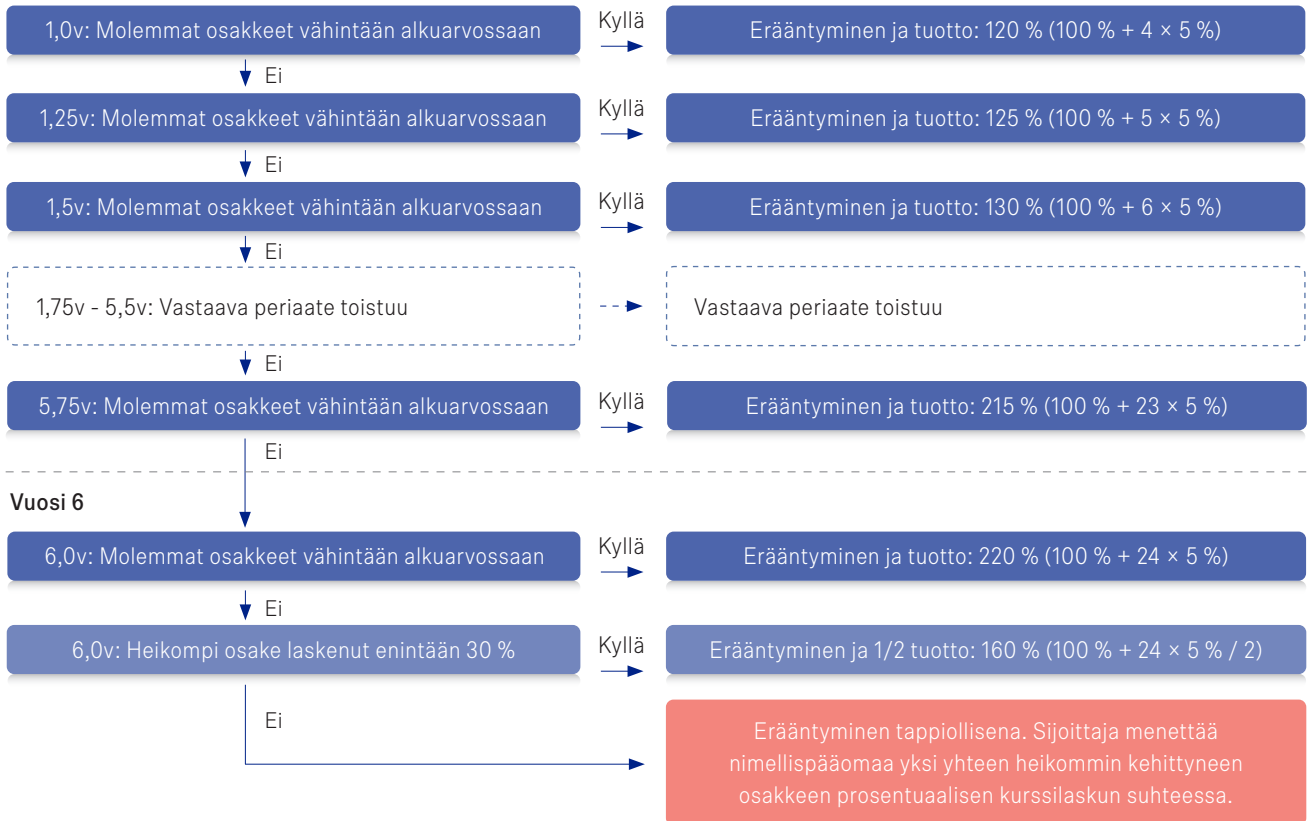 1,0v: Molemmat osakkeet vähintään alkuarvossaan
Kyllä
Erääntyminen ja tuotto: 120 % (100 % + 4 × 5 %)
Ei
1,25v: Molemmat osakkeet vähintään alkuarvossaan
Kyllä
Erääntyminen ja tuotto: 125 % (100 % + 5 × 5 %)
Ei
1,5v: Molemmat osakkeet vähintään alkuarvossaan
Kyllä
Erääntyminen ja tuotto: 130 % (100 % + 6 × 5 %)
Ei
1,75v - 5,5v: Vastaava periaate toistuu
Vastaava periaate toistuu
Ei
5,75v: Molemmat osakkeet vähintään alkuarvossaan
Kyllä
Erääntyminen ja tuotto: 215 % (100 % + 23 × 5 %)
Ei
Vuosi 6
6,0v: Molemmat osakkeet vähintään alkuarvossaan
Kyllä
Erääntyminen ja tuotto: 220 % (100 % + 24 × 5 %)
Ei
6,0v: Heikompi osake laskenut enintään 30 %
Kyllä
Erääntyminen ja 1/2 tuotto: 160 % (100 % + 24 × 5 % / 2)
Ei
Erääntyminen tappiollisena. Sijoittaja menettää
nimellispääomaa yksi yhteen heikommin kehittyneen
osakkeen prosentuaalisen kurssilaskun suhteessa.